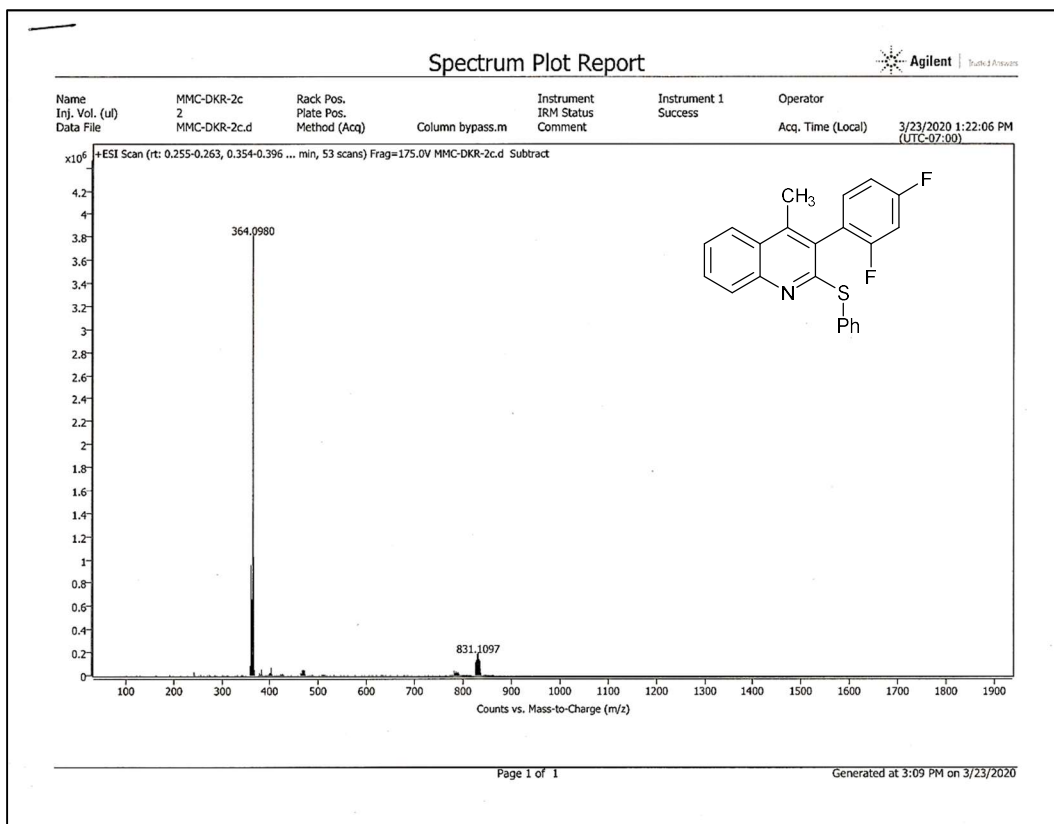 Spectrum Plot Report
Agilent Trusted Answers
Name MMC-DKR-2c Rack Pos. Instrument Instrument 1 Operator
Inj. Vol. (ul) 2 Plate Pos. IRM Status Success
Data File MMC-DKR-2c.d Method (Acq) Column bypass.m Comment Acq. Time (Local) 3/23/2020 1:22:06 PM
(UTC-07:00)
x10⁶ +ESI Scan (rt: 0.255-0.263, 0.354-0.396 ... min, 53 scans) Frag=175.0V MMC-DKR-2c.d Subtract
4.2
4
3.8
3.6
3.4
3.2
3
2.8
2.6
2.4
2.2
2
1.8
1.6
1.4
1.2
1
0.8
0.6
0.4
0.2
0
364.0980
831.1097
CH₃
F
F
N
S
Ph
100 200 300 400 500 600 700 800 900 1000 1100 1200 1300 1400 1500 1600 1700 1800 1900
Counts vs. Mass-to-Charge (m/z)
Page 1 of 1
Generated at 3:09 PM on 3/23/2020